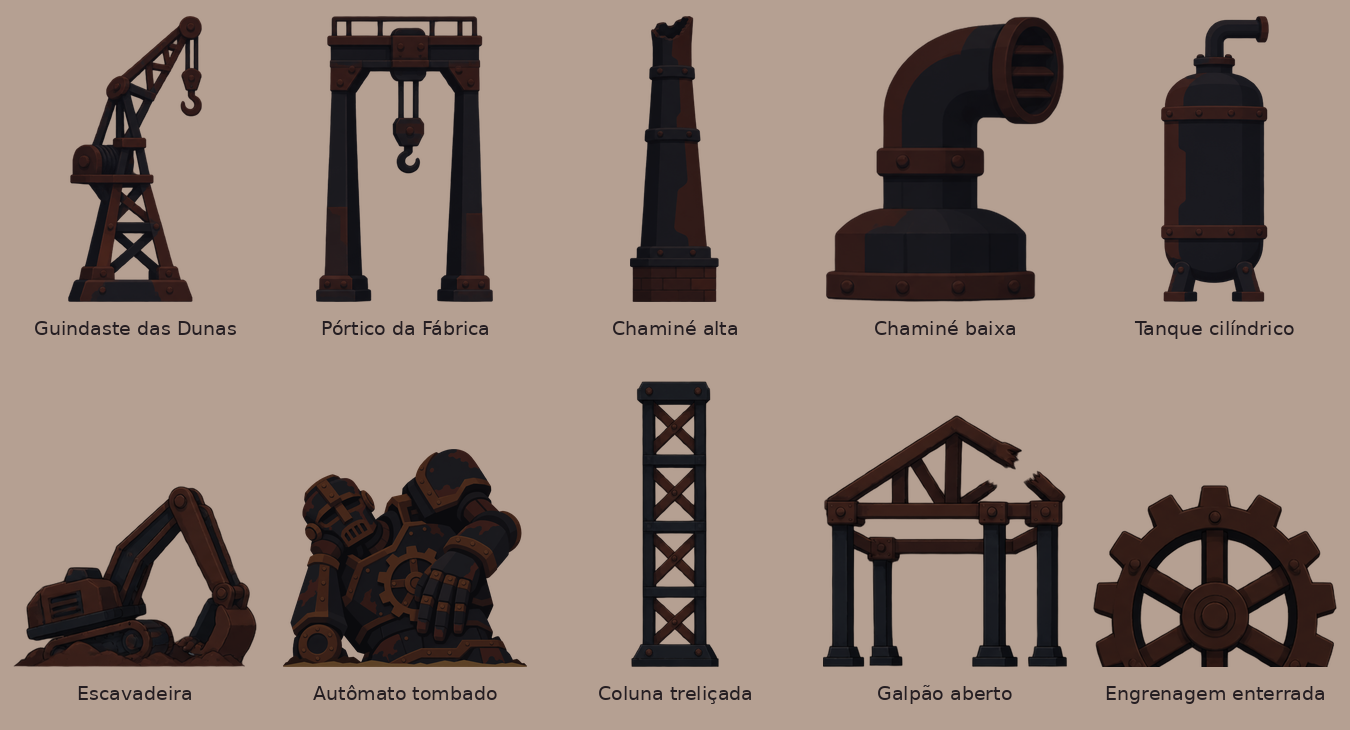 Guindaste das Dunas
Pórtico da Fábrica
Chaminé alta
Chaminé baixa
Tanque cilíndrico
Escavadeira
Autômato tombado
Coluna treliçada
Galpão aberto
Engrenagem enterrada